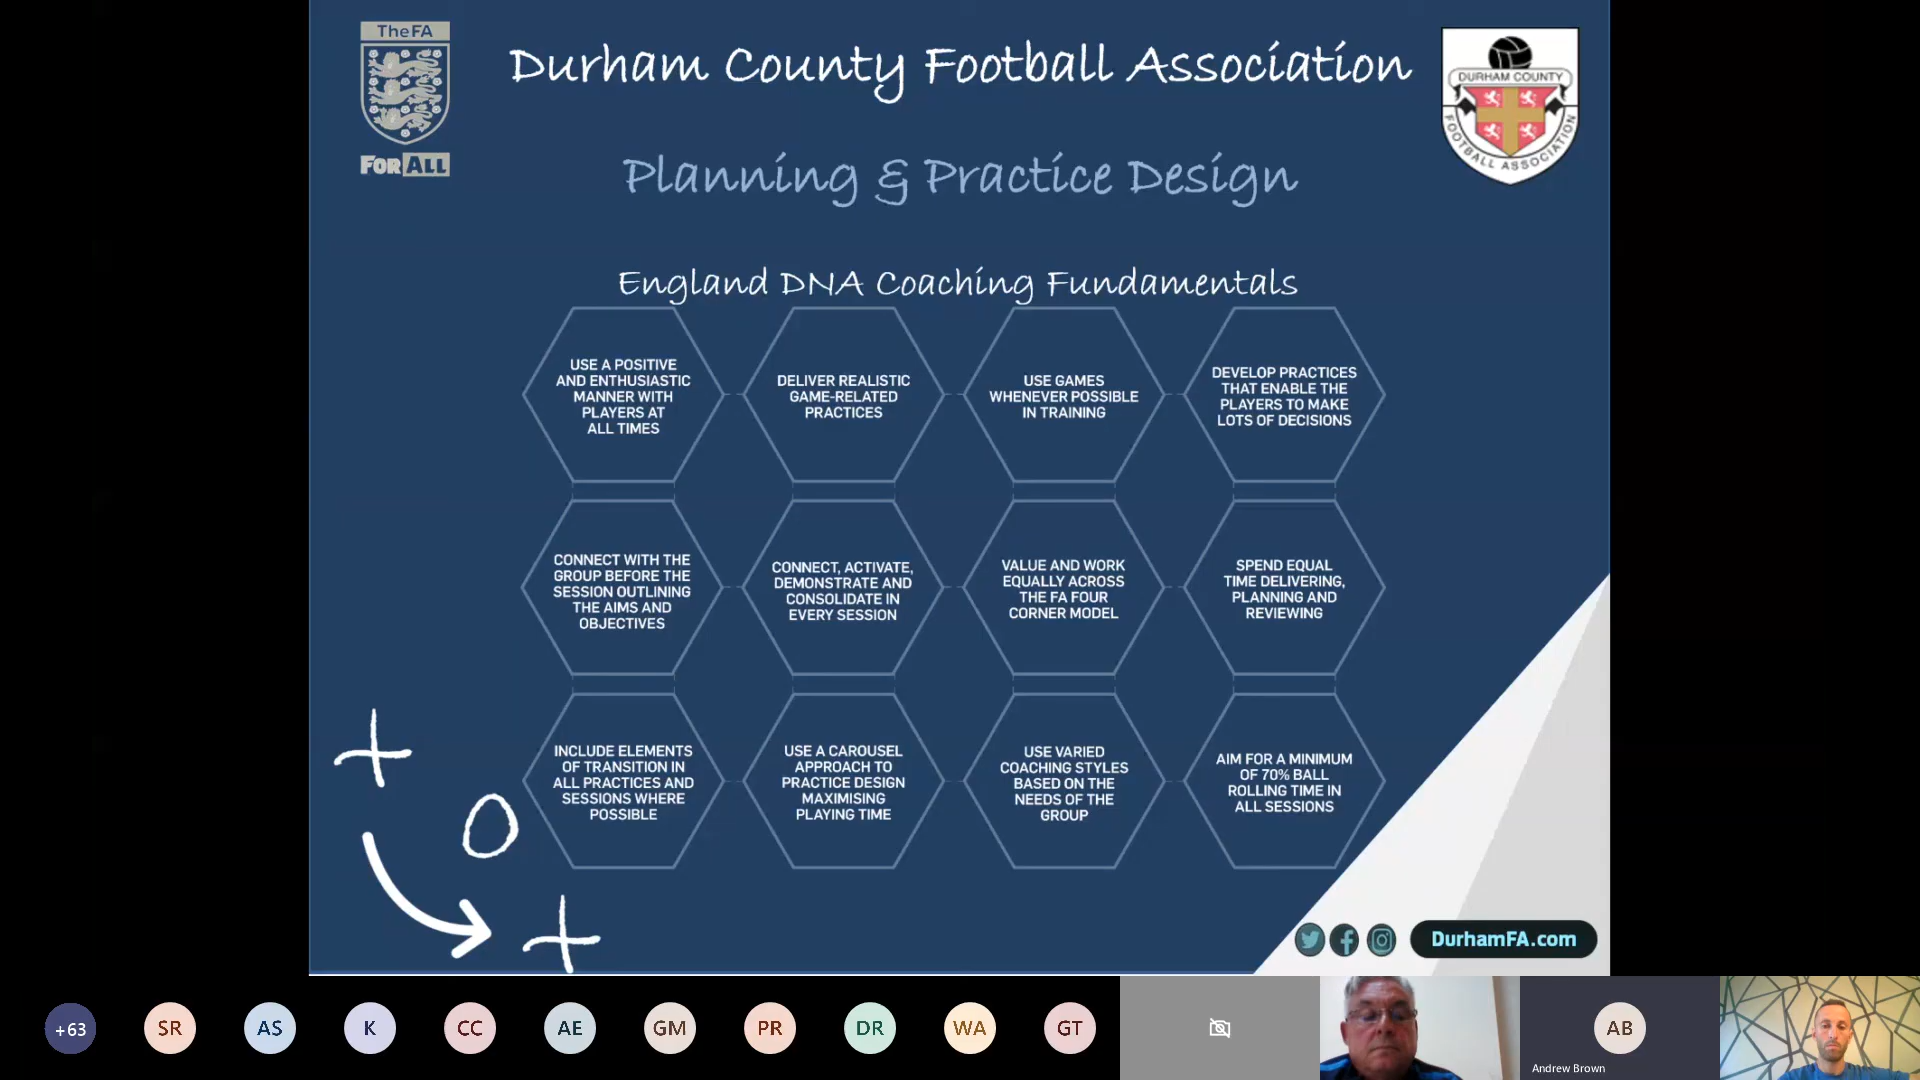 TheFA
FOR ALL
Durham County Football Association
DURHAM COUNTY
FOOTBALL ASSOCIATION
Planning & Practice Design
England DNA Coaching Fundamentals
USE A POSITIVE
AND ENTHUSIASTIC
MANNER WITH
PLAYERS AT
ALL TIMES
DELIVER REALISTIC
GAME-RELATED
PRACTICES
USE GAMES
WHENEVER POSSIBLE
IN TRAINING
DEVELOP PRACTICES
THAT ENABLE THE
PLAYERS TO MAKE
LOTS OF DECISIONS
CONNECT WITH THE
GROUP BEFORE THE
SESSION OUTLINING
THE AIMS AND
OBJECTIVES
CONNECT, ACTIVATE,
DEMONSTRATE AND
CONSOLIDATE IN
EVERY SESSION
VALUE AND WORK
EQUALLY ACROSS
THE FA FOUR
CORNER MODEL
SPEND EQUAL
TIME DELIVERING,
PLANNING AND
REVIEWING
INCLUDE ELEMENTS
OF TRANSITION IN
ALL PRACTICES AND
SESSIONS WHERE
POSSIBLE
USE A CAROUSEL
APPROACH TO
PRACTICE DESIGN
MAXIMISING
PLAYING TIME
USE VARIED
COACHING STYLES
BASED ON THE
NEEDS OF THE
GROUP
AIM FOR A MINIMUM
OF 70% BALL
ROLLING TIME IN
ALL SESSIONS
DurhamFA.com
+63
SR
AS
K
CC
AE
GM
PR
DR
WA
GT
AB
Andrew Brown